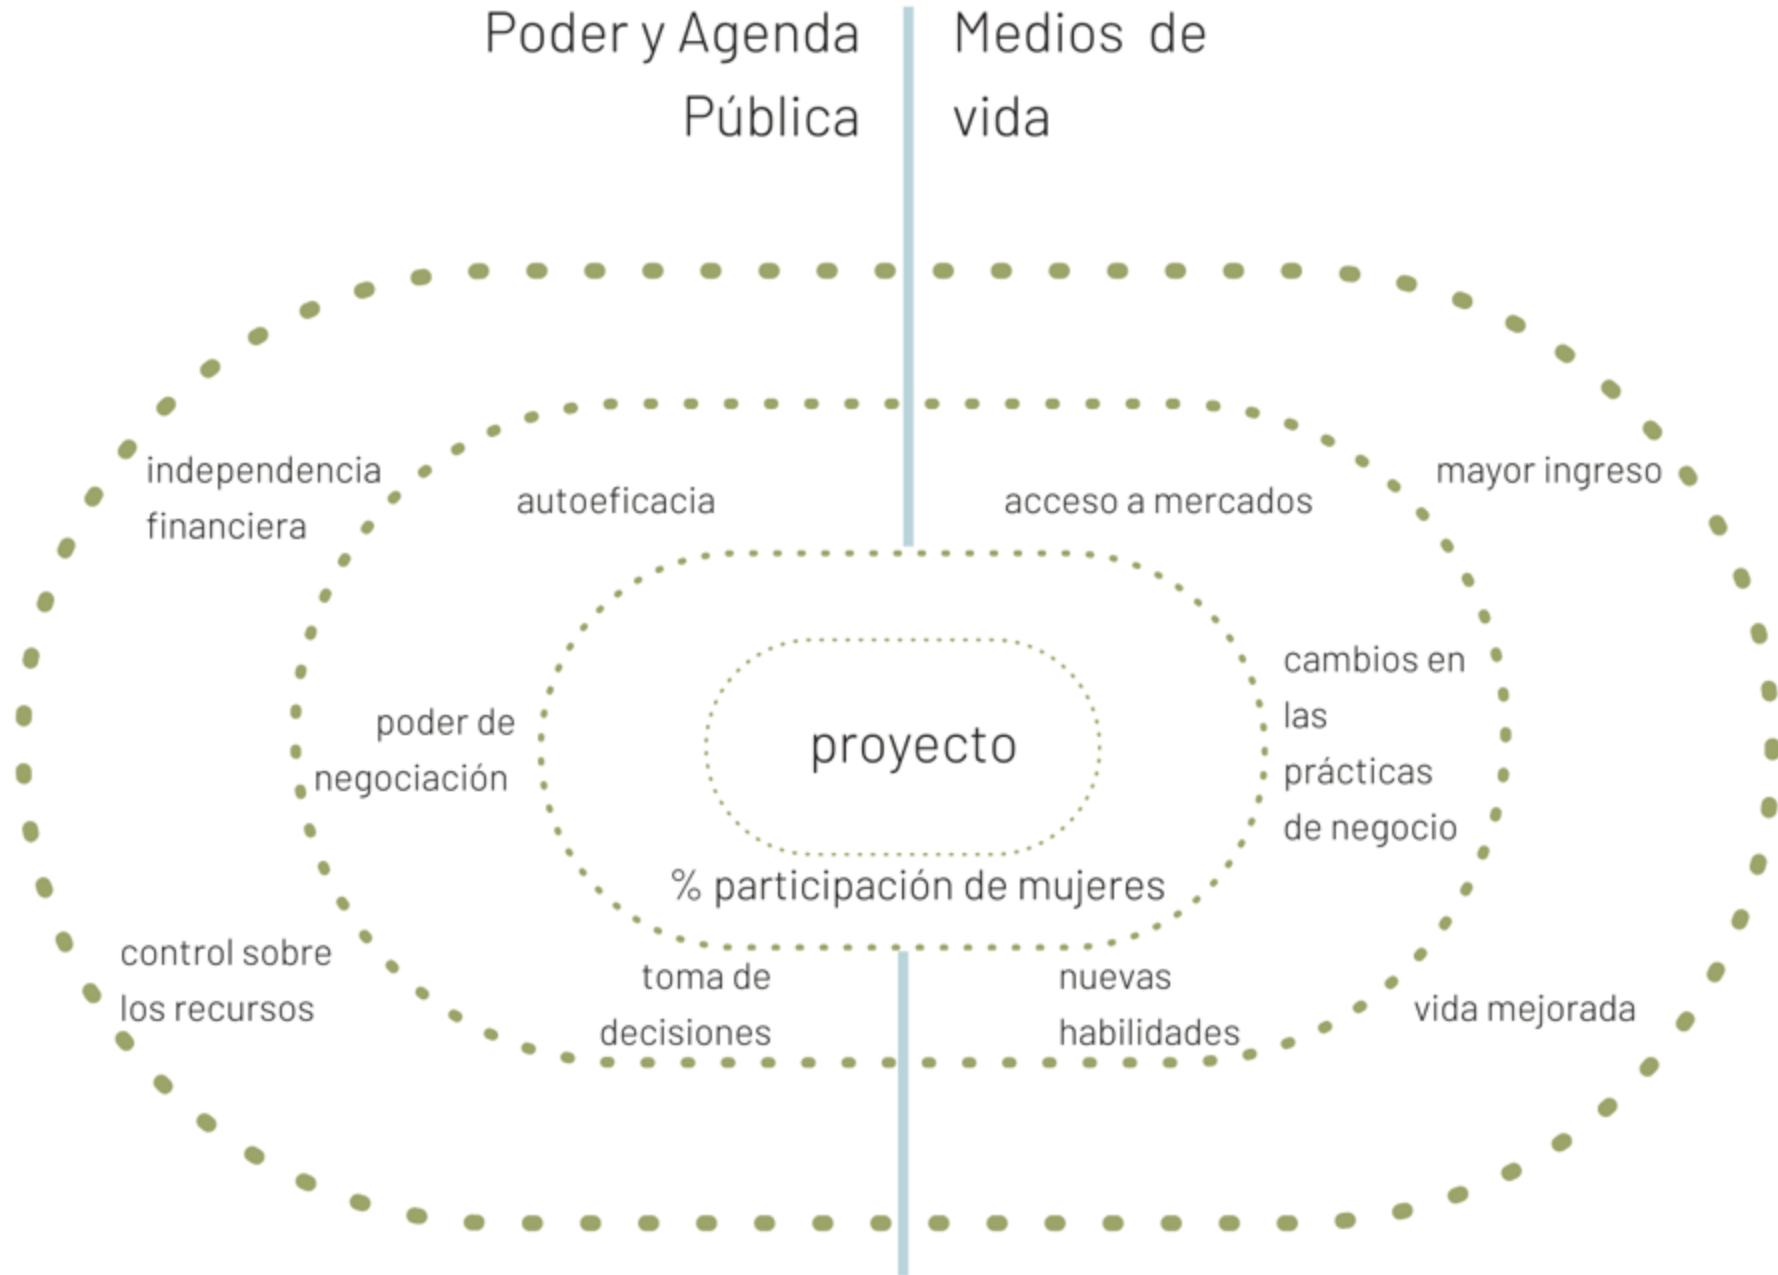 Poder y Agenda
Pública
Medios de
vida
independencia
financiera
autoeficacia
acceso a mercados
mayor ingreso
poder de
negociación
proyecto
cambios en
las
prácticas
de negocio
% participación de mujeres
control sobre
los recursos
toma de
decisiones
nuevas
habilidades
vida mejorada